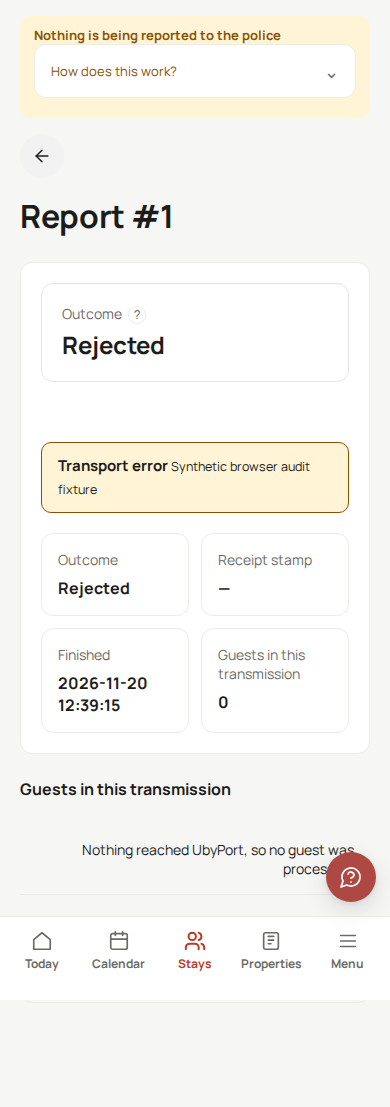 Nothing is being reported to the police
How does this work?
Report #1
Outcome ?
Rejected
Transport error Synthetic browser audit
fixture
Outcome
Rejected
Receipt stamp
—
Finished
2026-11-20
12:39:15
Guests in this
transmission
0
Guests in this transmission
Nothing reached UbyPort, so no guest was
Today
Calendar
Stays
Properties
Menu